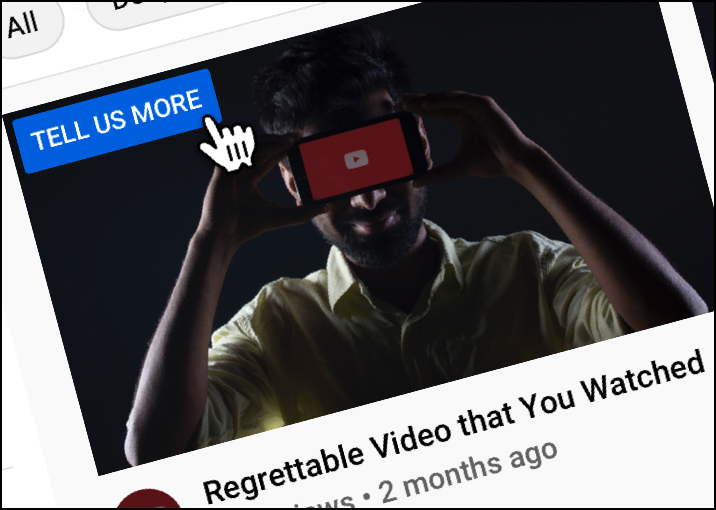 All
TELL US MORE
Regrettable Video that You Watched
• 2 months ago